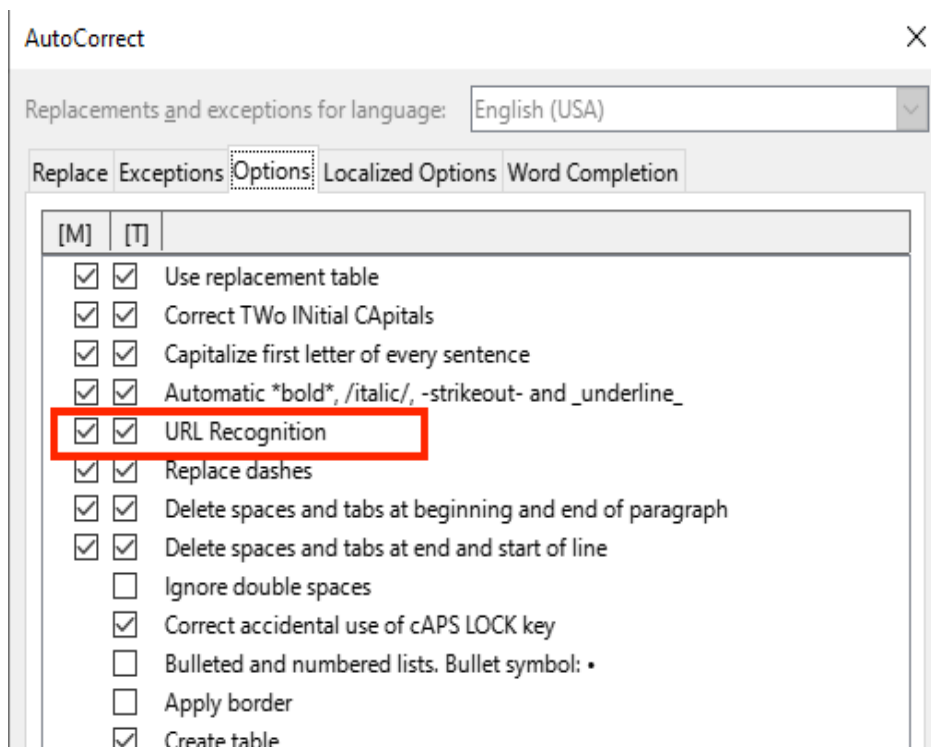 AutoCorrect
Replacements and exceptions for language: English (USA)
Replace Exceptions Options Localized Options Word Completion
[M] [T]
Use replacement table
Correct TWo INitial CApitals
Capitalize first letter of every sentence
Automatic *bold*, /italic/, -strikeout- and _underline_
URL Recognition
Replace dashes
Delete spaces and tabs at beginning and end of paragraph
Delete spaces and tabs at end and start of line
Ignore double spaces
Correct accidental use of cAPS LOCK key
Bulleted and numbered lists. Bullet symbol: •
Apply border
Create table